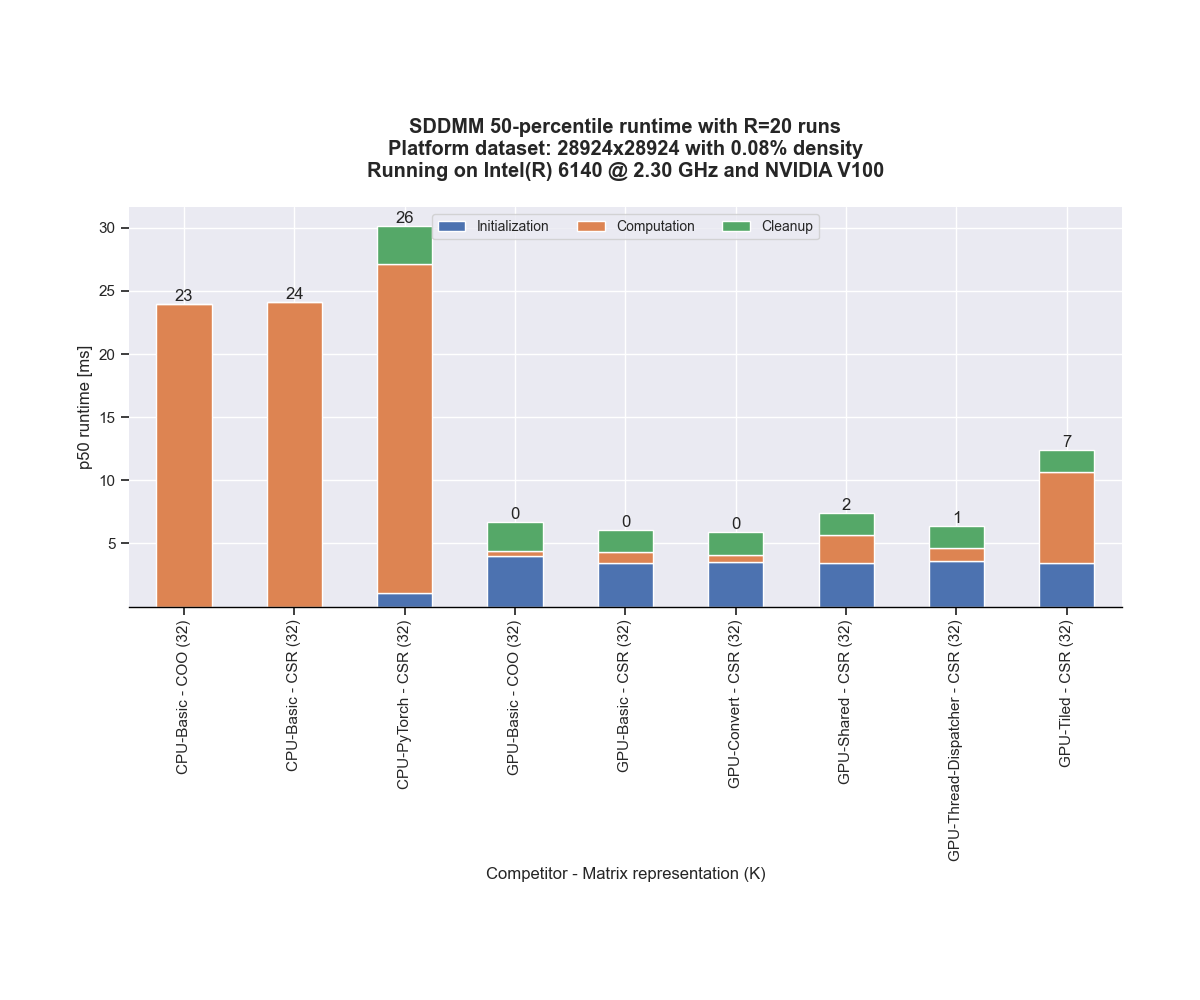 SDDMM 50-percentile runtime with R=20 runs
Platform dataset: 28924x28924 with 0.08% density
Running on Intel(R) 6140 @ 2.30 GHz and NVIDIA V100
Initialization
Computation
Cleanup
p50 runtime [ms]
30
25
20
15
10
5
23
24
26
0
0
0
2
1
7
CPU-Basic - COO (32)
CPU-Basic - CSR (32)
CPU-PyTorch - CSR (32)
GPU-Basic - COO (32)
GPU-Basic - CSR (32)
GPU-Convert - CSR (32)
GPU-Shared - CSR (32)
GPU-Thread-Dispatcher - CSR (32)
GPU-Tiled - CSR (32)
Competitor - Matrix representation (K)